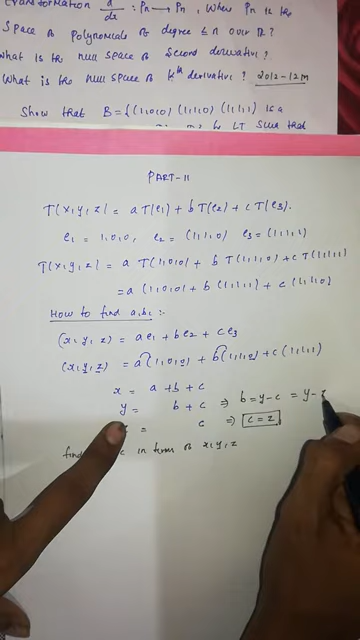 Transformation d/dx : Pn → Pn, where Pn is the
Space of Polynomials of degree ≤ n over R?
What is the null space of Second derivative?
What is the null space of kth derivative? 2012-12M
Show that B = {(1,0,0) (1,1,0) (1,1,1) is a
LT such that
PART-II
T(x,y,z) = a T(e1) + b T(e2) + c T(e3).
e1 = 1,0,0, e2 = (1,1,0) e3 = (1,1,1)
T(x,y,z) = a T(1,0,0) + b T(1,1,0) + c T(1,1,1)
= a (1,0,0) + b (1,1,1) + c (1,1,0)
How to find a,b,c :-
(x,y,z) = ae1 + be2 + ce3
(x,y,z) = a(1,0,0) + b(1,1,0) + c(1,1,1)
x = a + b + c
y = b + c ⇒ b = y-c = y-
= c ⇒ c = z
find c in terms of x,y,z